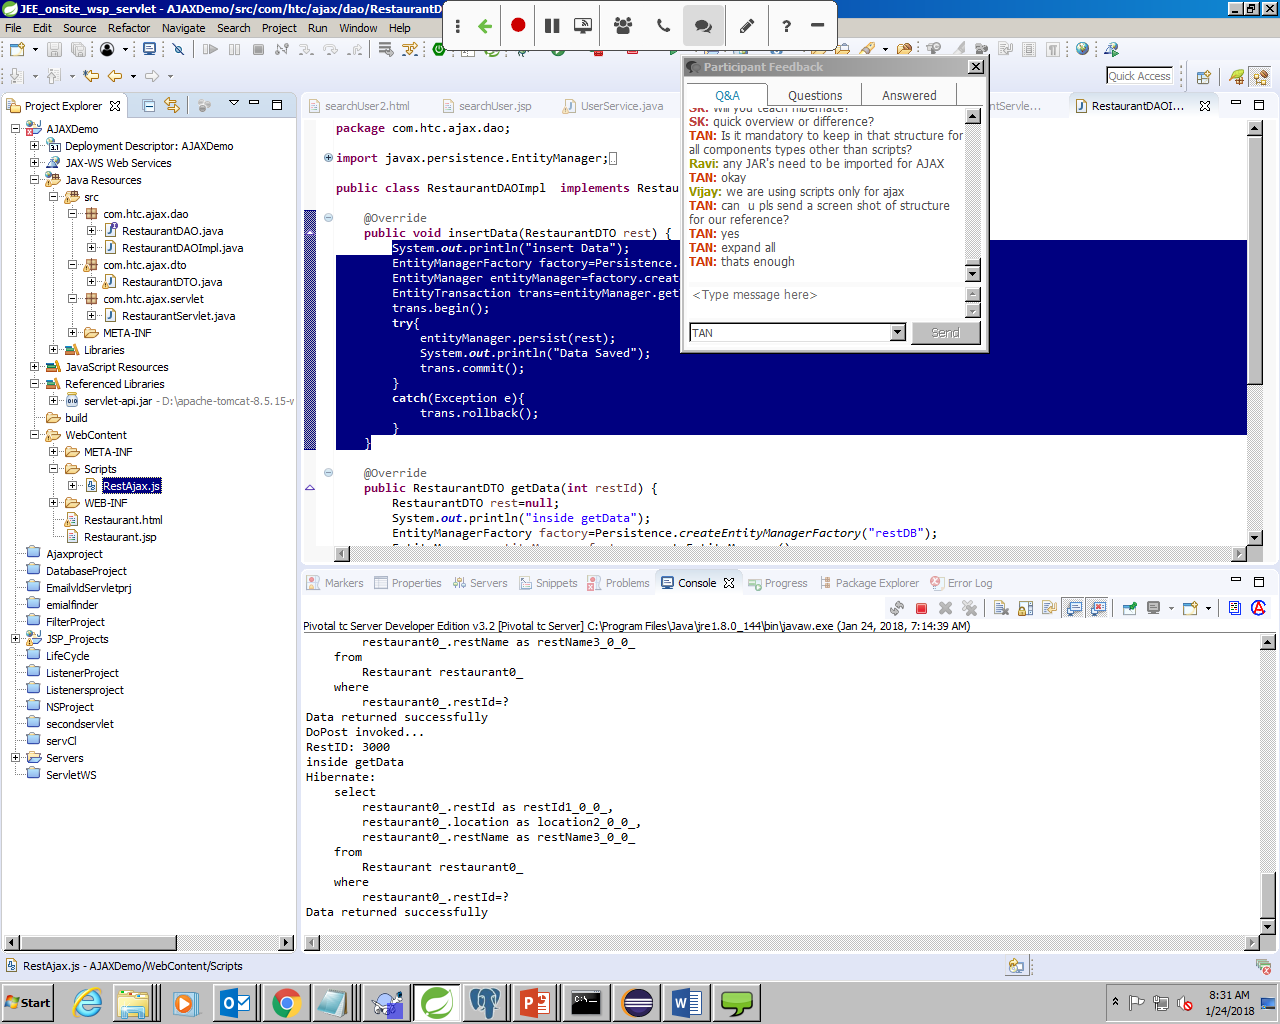 JEE_onsite_wsp_servlet - AJAXDemo/src/com/htc/ajax/dao/RestaurantD
File Edit Source Refactor Navigate Search Project Run Window Help
Quick Access
Project Explorer
AJAXDemo
Deployment Descriptor: AJAXDemo
JAX-WS Web Services
Java Resources
src
com.htc.ajax.dao
RestaurantDAO.java
RestaurantDAOImpl.java
com.htc.ajax.dto
RestaurantDTO.java
com.htc.ajax.servlet
RestaurantServlet.java
META-INF
Libraries
JavaScript Resources
Referenced Libraries
servlet-api.jar - D:\apache-tomcat-8.5.15-w
build
WebContent
META-INF
Scripts
RestAjax.js
WEB-INF
Restaurant.html
Restaurant.jsp
Ajaxproject
DatabaseProject
EmailvldServletprj
emialfinder
FilterProject
JSP_Projects
LifeCycle
ListenerProject
Listenersproject
NSProject
secondservlet
servCl
Servers
ServletWS
searchUser2.html searchUser.jsp UserService.java entServle... RestaurantDAOI...
package com.htc.ajax.dao;
import javax.persistence.EntityManager;
public class RestaurantDAOImpl implements Restau
@Override
public void insertData(RestaurantDTO rest) {
System.out.println("insert Data");
EntityManagerFactory factory=Persistence.
EntityManager entityManager=factory.creat
EntityTransaction trans=entityManager.get
trans.begin();
try{
entityManager.persist(rest);
System.out.println("Data Saved");
trans.commit();
}
catch(Exception e){
trans.rollback();
}
}
@Override
public RestaurantDTO getData(int restId) {
RestaurantDTO rest=null;
System.out.println("inside getData");
EntityManagerFactory factory=Persistence.createEntityManagerFactory("restDB");
Participant Feedback
Q&A Questions Answered
SK: will you teach hibernate?
SK: quick overview or difference?
TAN: Is it mandatory to keep in that structure for
all components types other than scripts?
Ravi: any JAR's need to be imported for AJAX
TAN: okay
Vijay: we are using scripts only for ajax
TAN: can u pls send a screen shot of structure
for our reference?
TAN: yes
TAN: expand all
TAN: thats enough
<Type message here>
TAN Send
Markers Properties Servers Snippets Problems Console Progress Package Explorer Error Log
Pivotal tc Server Developer Edition v3.2 [Pivotal tc Server] C:\Program Files\Java\jre1.8.0_144\bin\javaw.exe (Jan 24, 2018, 7:14:39 AM)
restaurant0_.restName as restName3_0_0_
from
Restaurant restaurant0_
where
restaurant0_.restId=?
Data returned successfully
DoPost invoked...
RestID: 3000
inside getData
Hibernate:
select
restaurant0_.restId as restId1_0_0_,
restaurant0_.location as location2_0_0_,
restaurant0_.restName as restName3_0_0_
from
Restaurant restaurant0_
where
restaurant0_.restId=?
Data returned successfully
RestAjax.js - AJAXDemo/WebContent/Scripts
Start
8:31 AM
1/24/2018